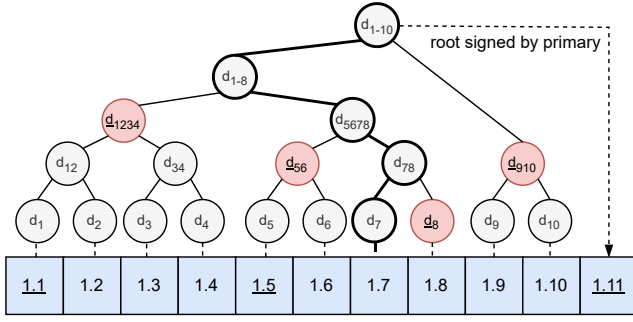 d1-10
root signed by primary
d1-8
d1234
d5678
d12 d34 d56 d78 d910
d1 d2 d3 d4 d5 d6 d7 d8 d9 d10
1.1 1.2 1.3 1.4 1.5 1.6 1.7 1.8 1.9 1.10 1.11